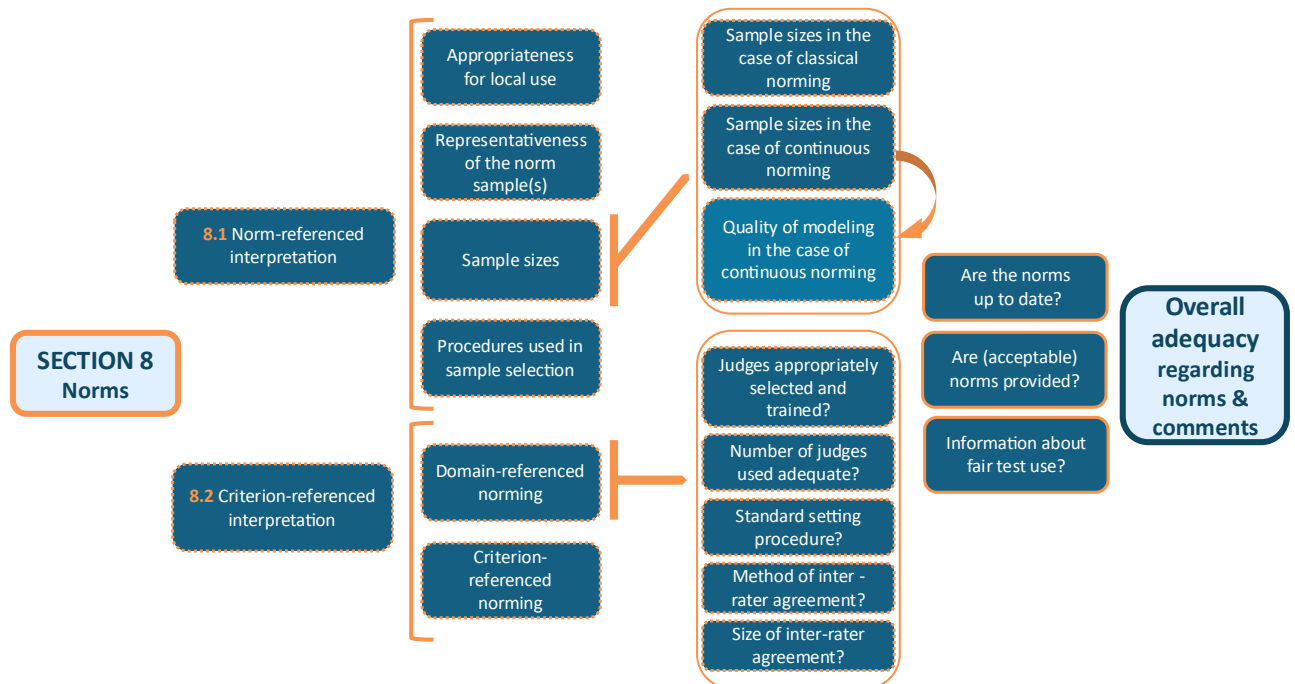 SECTION 8
Norms
8.1 Norm-referenced
interpretation
8.2 Criterion-referenced
interpretation
Appropriateness
for local use
Representativeness
of the norm
sample(s)
Sample sizes
Procedures used in
sample selection
Domain-referenced
norming
Criterion-
referenced
norming
Sample sizes in the
case of classical
norming
Sample sizes in the
case of continuous
norming
Quality of modeling
in the case of
continuous norming
Judges appropriately
selected and
trained?
Number of judges
used adequate?
Standard setting
procedure?
Method of inter -
rater agreement?
Size of inter-rater
agreement?
Are the norms
up to date?
Are (acceptable)
norms provided?
Information about
fair test use?
Overall
adequacy
regarding
norms &
comments